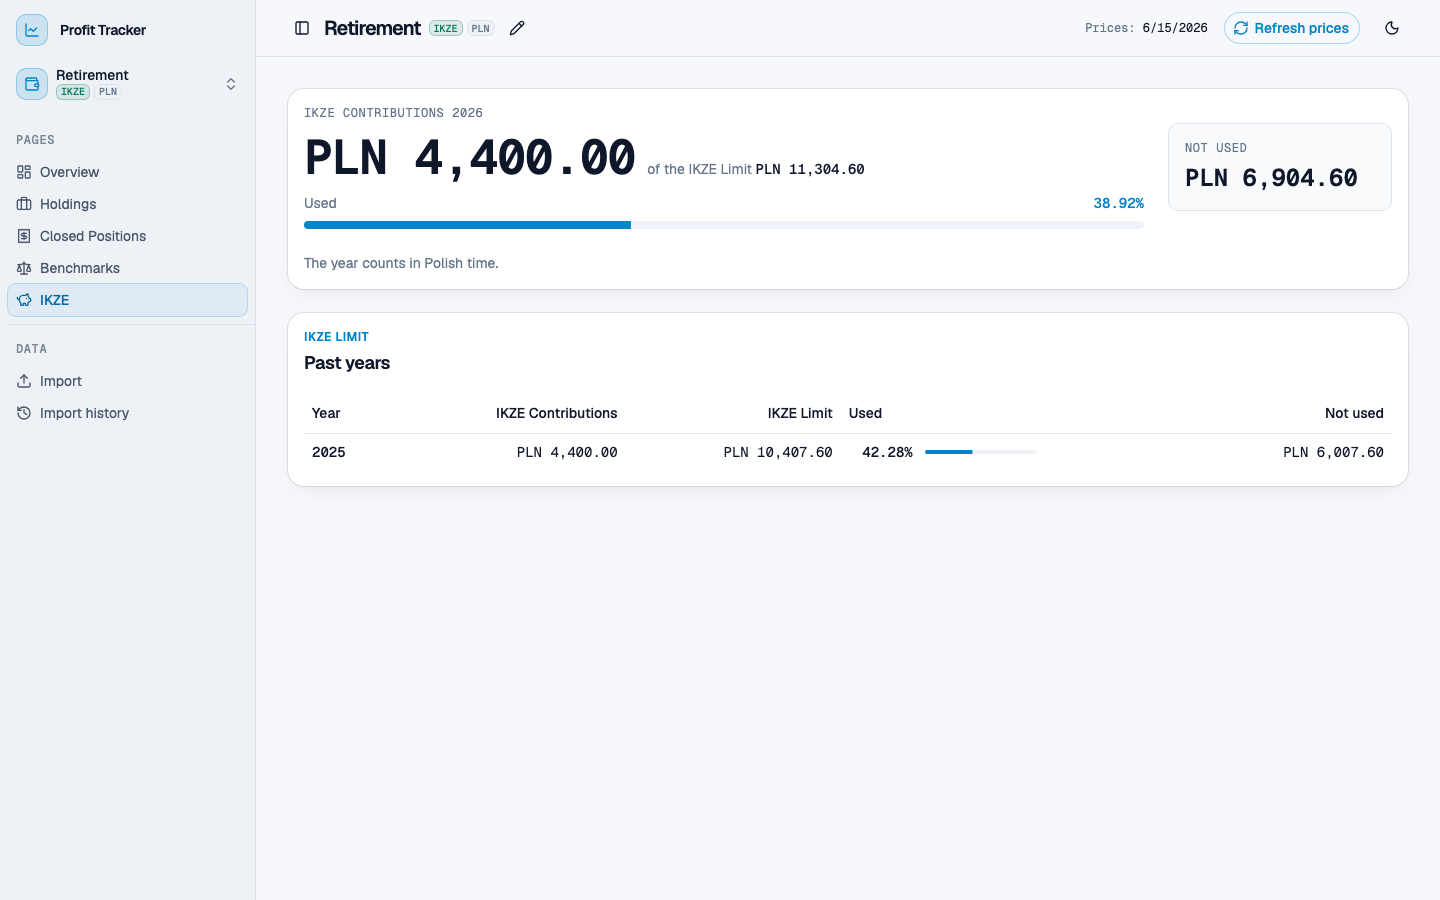 Profit Tracker
Retirement
IKZE PLN
PAGES
Overview
Holdings
Closed Positions
Benchmarks
IKZE
DATA
Import
Import history
Retirement IKZE PLN
Prices: 6/15/2026
Refresh prices
IKZE CONTRIBUTIONS 2026
PLN 4,400.00 of the IKZE Limit PLN 11,304.60
Used 38.92%
The year counts in Polish time.
NOT USED
PLN 6,904.60
IKZE LIMIT
Past years
Year IKZE Contributions IKZE Limit Used Not used
2025 PLN 4,400.00 PLN 10,407.60 42.28% PLN 6,007.60